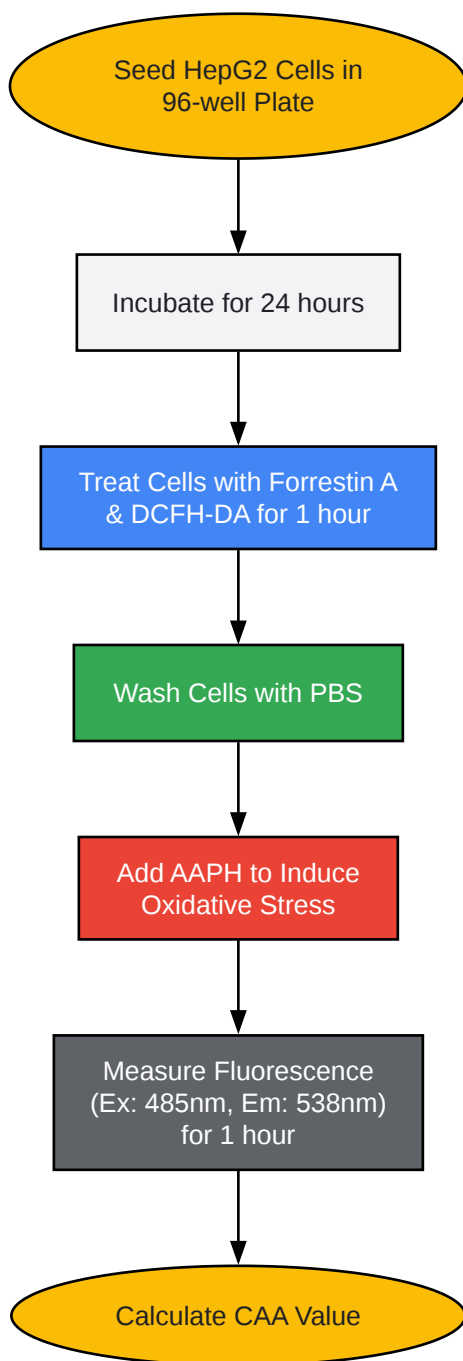 Seed HepG2 Cells in
96-well Plate
Incubate for 24 hours
Treat Cells with Forrestin A
& DCFH-DA for 1 hour
Wash Cells with PBS
Add AAPH to Induce
Oxidative Stress
Measure Fluorescence
(Ex: 485nm, Em: 538nm)
for 1 hour
Calculate CAA Value